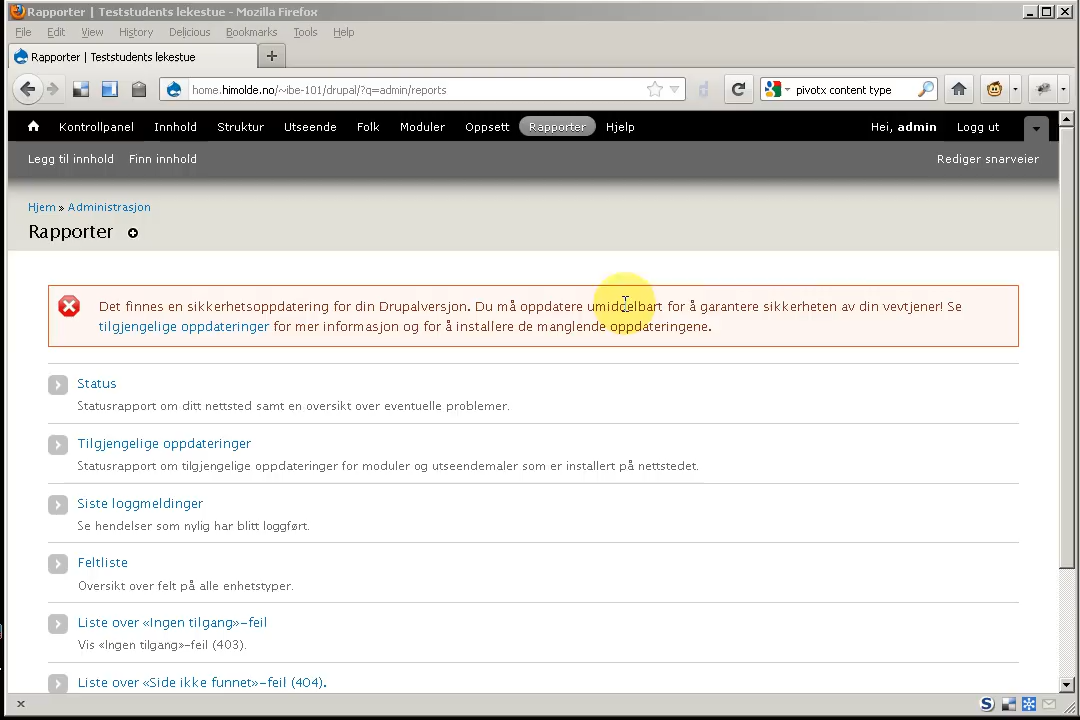 Rapporter | Teststudents lekestue - Mozilla Firefox
File Edit View History Delicious Bookmarks Tools Help
Rapporter | Teststudents lekestue
home.himolde.no/~ibe-101/drupal/?q=admin/reports
pivotx content type
Kontrollpanel Innhold Struktur Utseende Folk Moduler Oppsett Rapporter Hjelp Hei, admin Logg ut
Legg til innhold Finn innhold Rediger snarveier
Hjem » Administrasjon
Rapporter
Det finnes en sikkerhetsoppdatering for din Drupalversjon. Du må oppdatere umiddelbart for å garantere sikkerheten av din vevtjener! Se
tilgjengelige oppdateringer for mer informasjon og for å installere de manglende oppdateringene.
Status
Statusrapport om ditt nettsted samt en oversikt over eventuelle problemer.
Tilgjengelige oppdateringer
Statusrapport om tilgjengelige oppdateringer for moduler og utseendemaler som er installert på nettstedet.
Siste loggmeldinger
Se hendelser som nylig har blitt loggført.
Feltliste
Oversikt over felt på alle enhetstyper.
Liste over «Ingen tilgang»-feil
Vis «Ingen tilgang»-feil (403).
Liste over «Side ikke funnet»-feil (404).